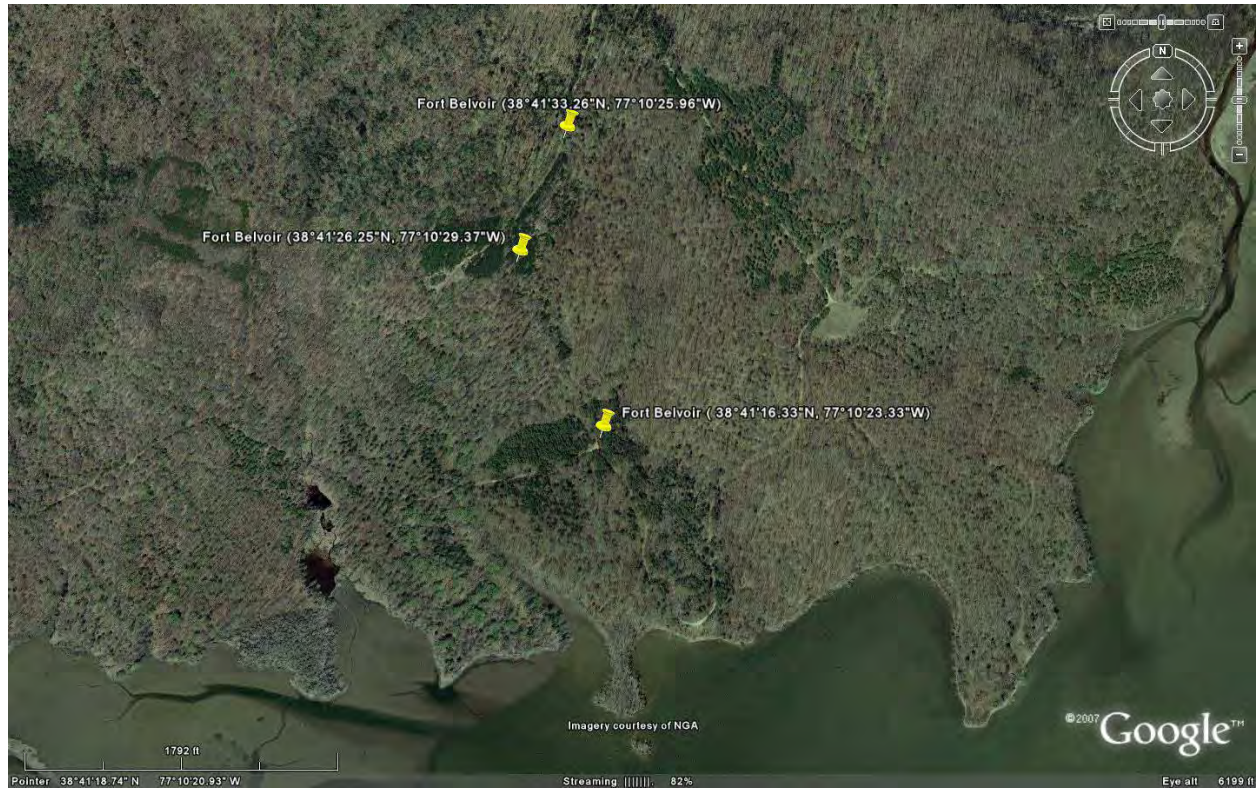 N
Fort Belvoir (38°41'33.26"N, 77°10'25.96"W)
Fort Belvoir (38°41'26.25"N, 77°10'29.37"W)
Fort Belvoir ( 38°41'16.33"N, 77°10'23.33"W)
Imagery courtesy of NGA
©2007 Google™
1792 ft
Pointer 38°41'18.74" N 77°10'20.93" W Streaming ||||||| 82% Eye alt 6199 ft